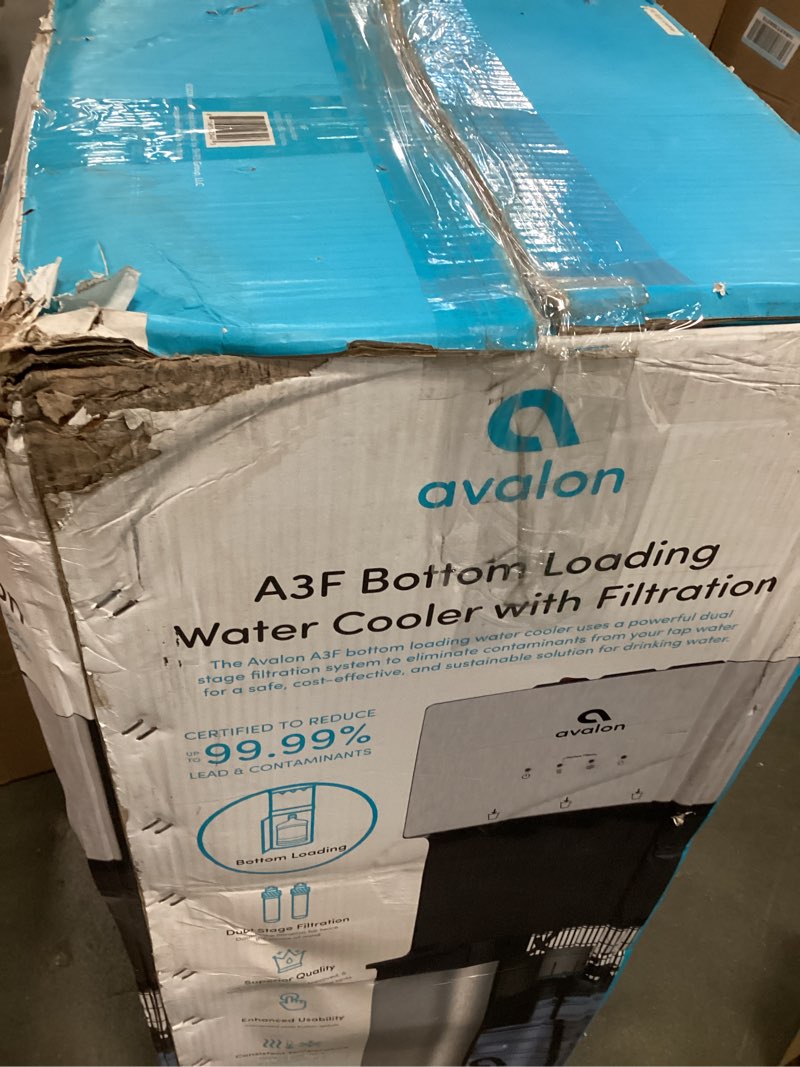 avalon
A3F Bottom Loading
Water Cooler with Filtration
The Avalon A3F bottom loading water cooler uses a powerful dual
stage filtration system to eliminate contaminants from your tap water
for a safe, cost-effective, and sustainable solution for drinking water.
CERTIFIED TO REDUCE
UP TO 99.99%
LEAD & CONTAMINANTS
avalon
Bottom Loading
Dual Stage Filtration
Superior Quality
Enhanced Usability